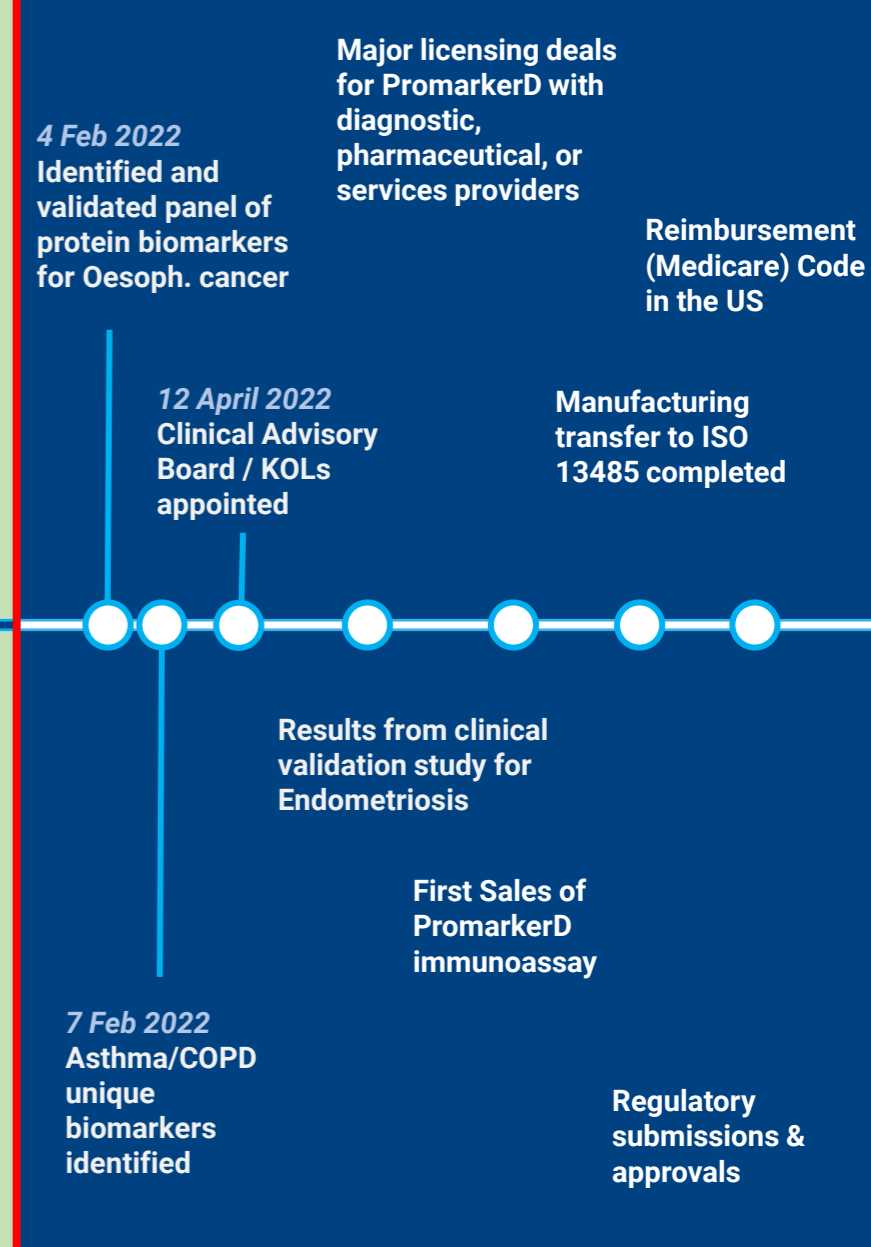 Major licensing deals
for PromarkerD with
diagnostic,
pharmaceutical, or
services providers
4 Feb 2022
Identified and
validated panel of
protein biomarkers
for Oesoph. cancer
Reimbursement
(Medicare) Code
in the US
12 April 2022
Clinical Advisory
Board / KOLs
appointed
Manufacturing
transfer to ISO
13485 completed
Results from clinical
validation study for
Endometriosis
First Sales of
PromarkerD
immunoassay
7 Feb 2022
Asthma/COPD
unique
biomarkers
identified
Regulatory
submissions &
approvals